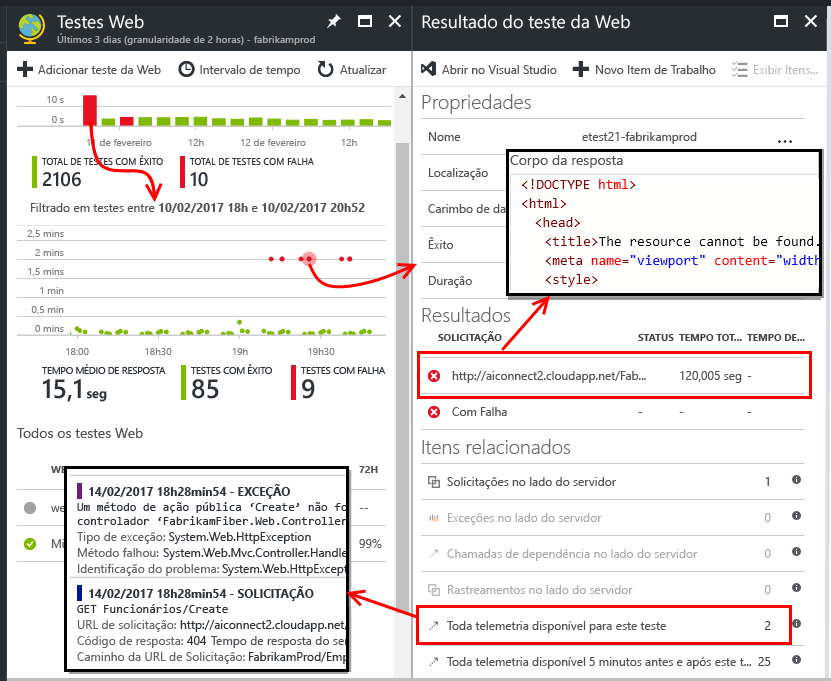 Testes Web
Últimos 3 dias (granularidade de 2 horas) - fabrikamprod
Adicionar teste da Web
Intervalo de tempo
Atualizar
10 s
0 s
11 de fevereiro
12h
12 de fevereiro
12h
TOTAL DE TESTES COM ÊXITO
2106
TOTAL DE TESTES COM FALHA
10
Filtrado em testes entre 10/02/2017 18h e 10/02/2017 20h52
2,5 mins
2 mins
1,5 mins
1 min
0,5 min
0 mins
18:00
18h30
19h
19h30
TEMPO MÉDIO DE RESPOSTA
15,1 seg
TESTES COM ÊXITO
85
TESTES COM FALHA
9
Todos os testes Web
72H
--
99%
14/02/2017 18h28min54 - EXCEÇÃO
Um método de ação pública ‘Create’ não fo
controlador ‘FabrikamFiber.Web.Controller
Tipo de exceção: System.Web.HttpException
Método falhou: System.Web.Mvc.Controller.Handle
Identificação do problema: System.Web.HttpExcept
14/02/2017 18h28min54 - SOLICITAÇÃO
GET Funcionários/Create
URL de solicitação: http://aiconnect2.cloudapp.net/
Código de resposta: 404 Tempo de resposta do ser
Caminho da URL de Solicitação: FabrikamProd/Emp
Resultado do teste da Web
Abrir no Visual Studio
Novo Item de Trabalho
Exibir Itens...
Propriedades
Nome
etest21-fabrikamprod
...
Localização
Carimbo de da
Êxito
Duração
Corpo da resposta
<!DOCTYPE html>
<html>
<head>
<title>The resource cannot be found.
<meta name="viewport" content="width
<style>
Resultados
SOLICITAÇÃO
STATUS
TEMPO TOT...
TEMPO DE...
http://aiconnect2.cloudapp.net/Fab...
120,005 seg
-
Com Falha
-
-
-
Itens relacionados
Solicitações no lado do servidor
1
Exceções no lado do servidor
0
Chamadas de dependência no lado do servidor
0
Rastreamentos no lado do servidor
0
Toda telemetria disponível para este teste
2
Toda telemetria disponível 5 minutos antes e após este t...
25